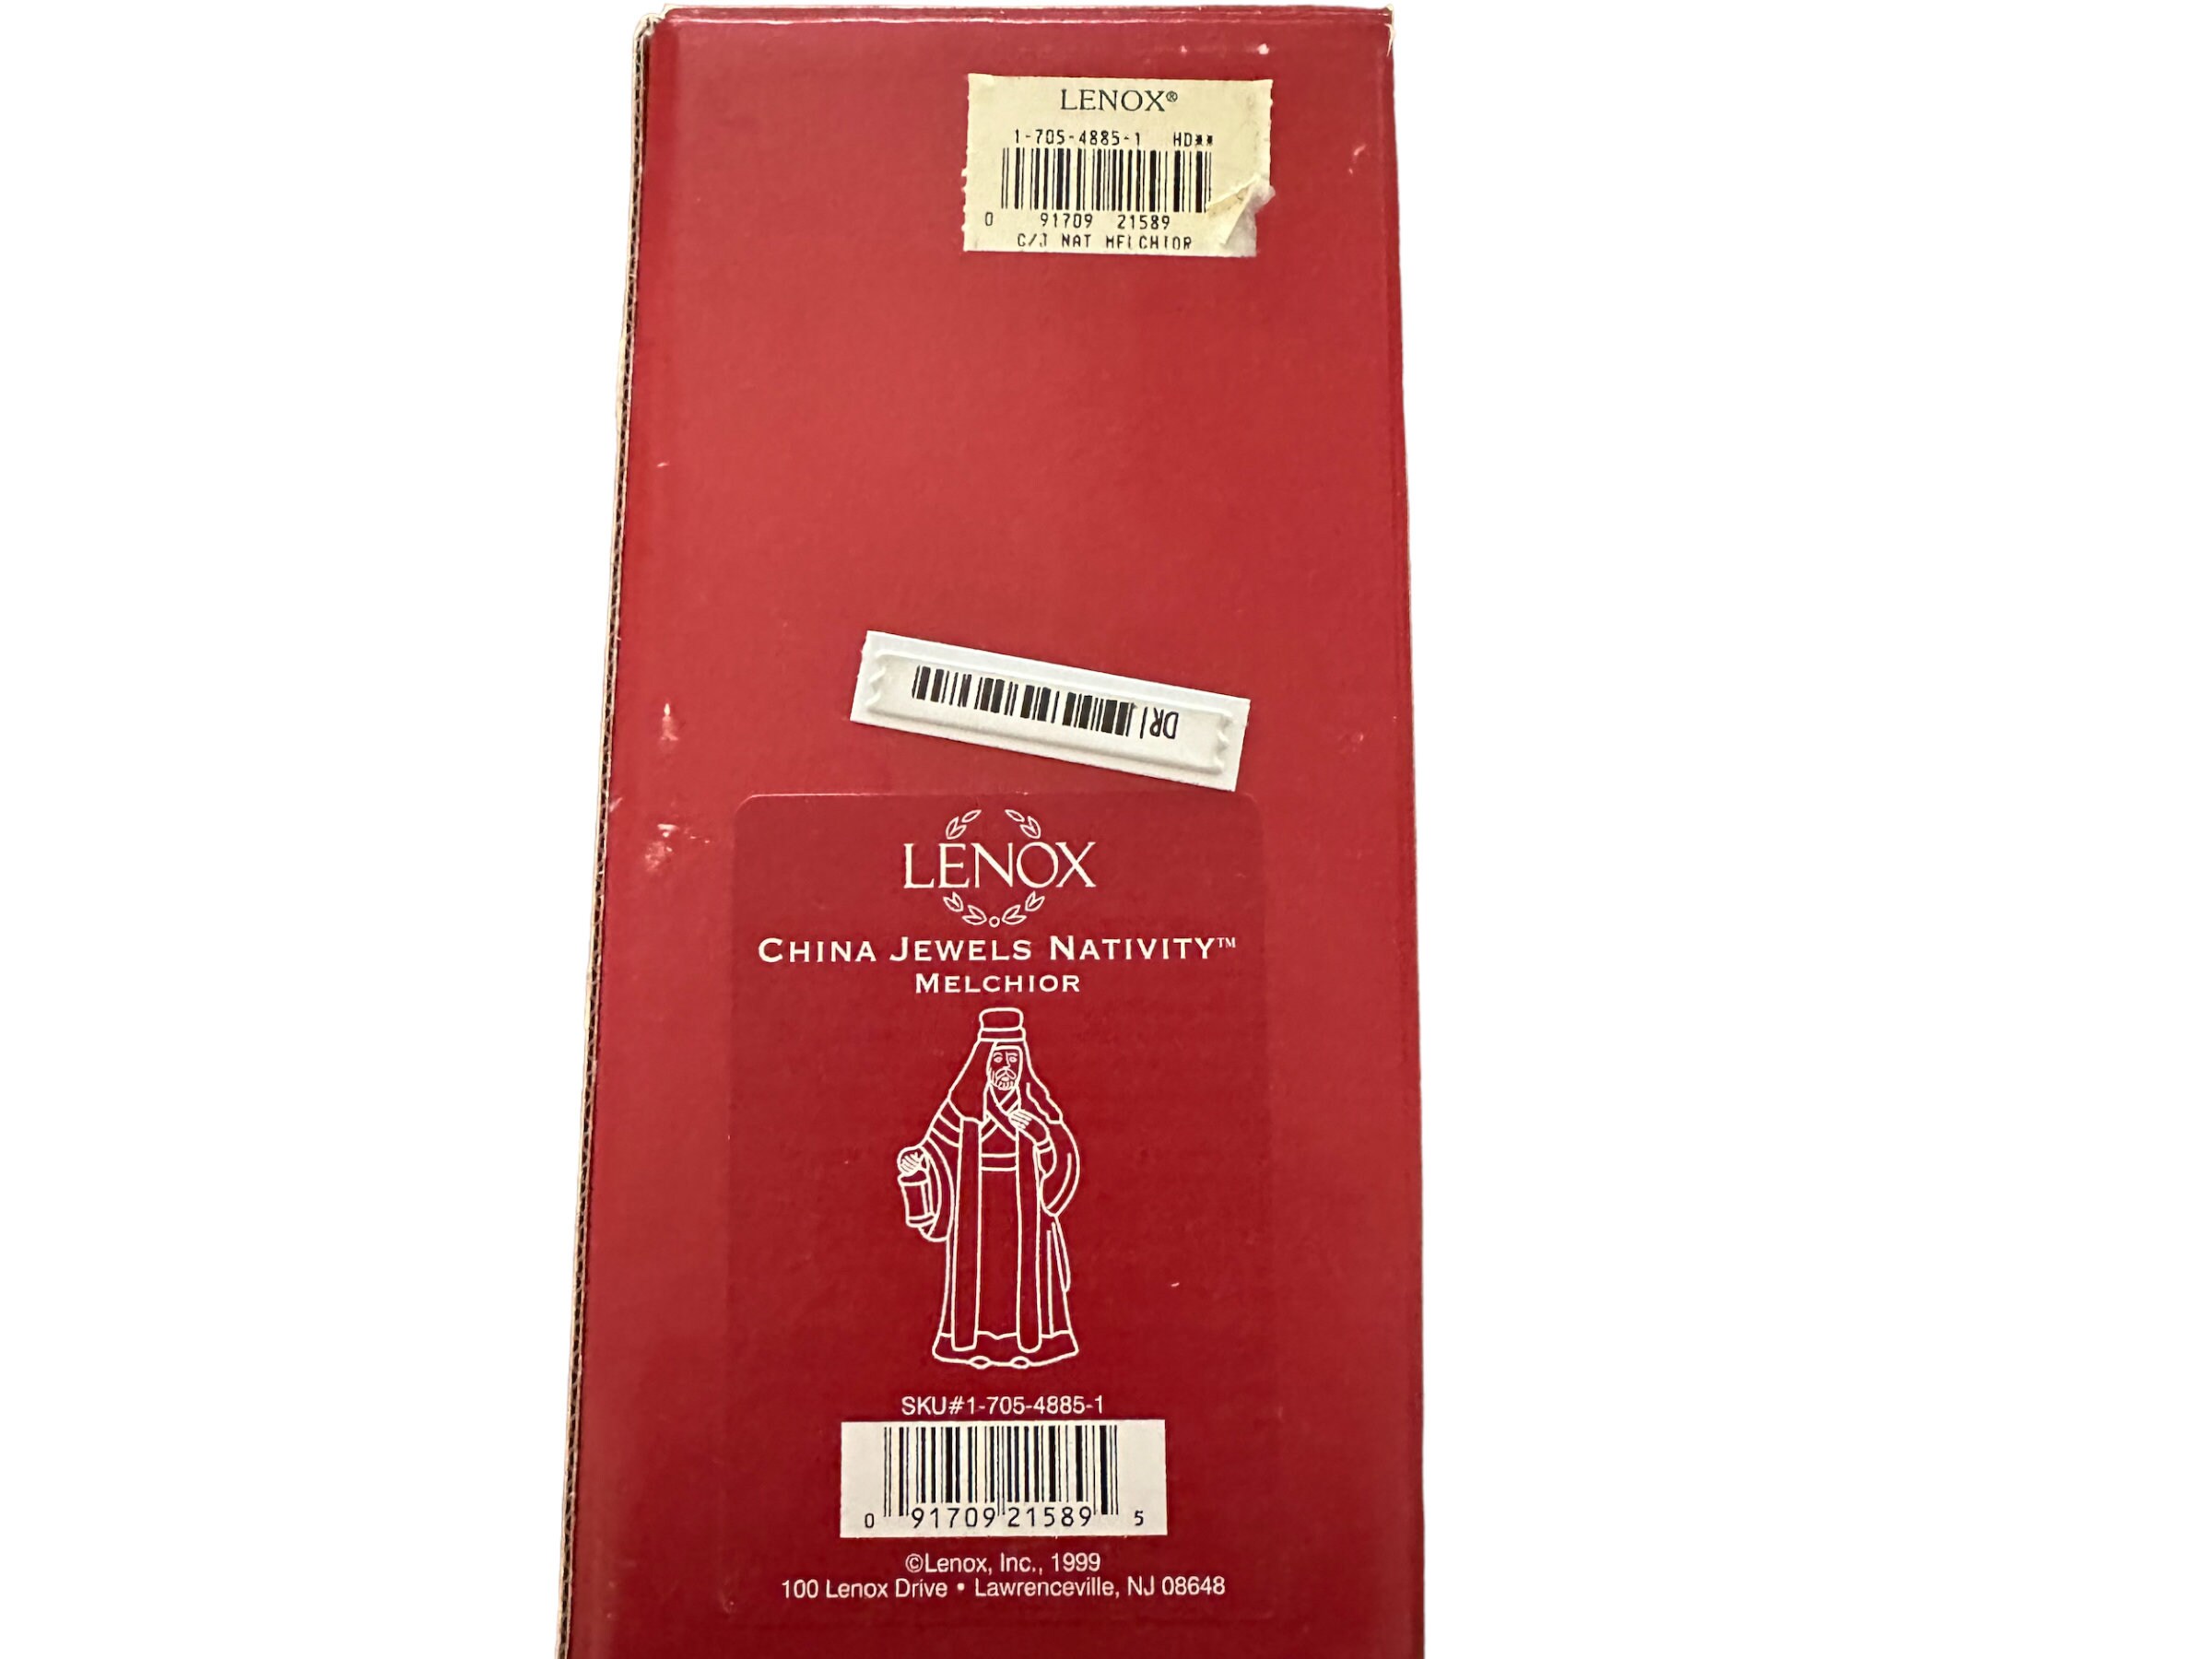 LENOX®
1-705-4885-1 HD**
0 91709 21589
C/J NAT MELCHIOR
DR
LENOX
CHINA JEWELS NATIVITY™
MELCHIOR
SKU#1-705-4885-1
0 91709 21589 5
©Lenox, Inc., 1999
100 Lenox Drive • Lawrenceville, NJ 08648